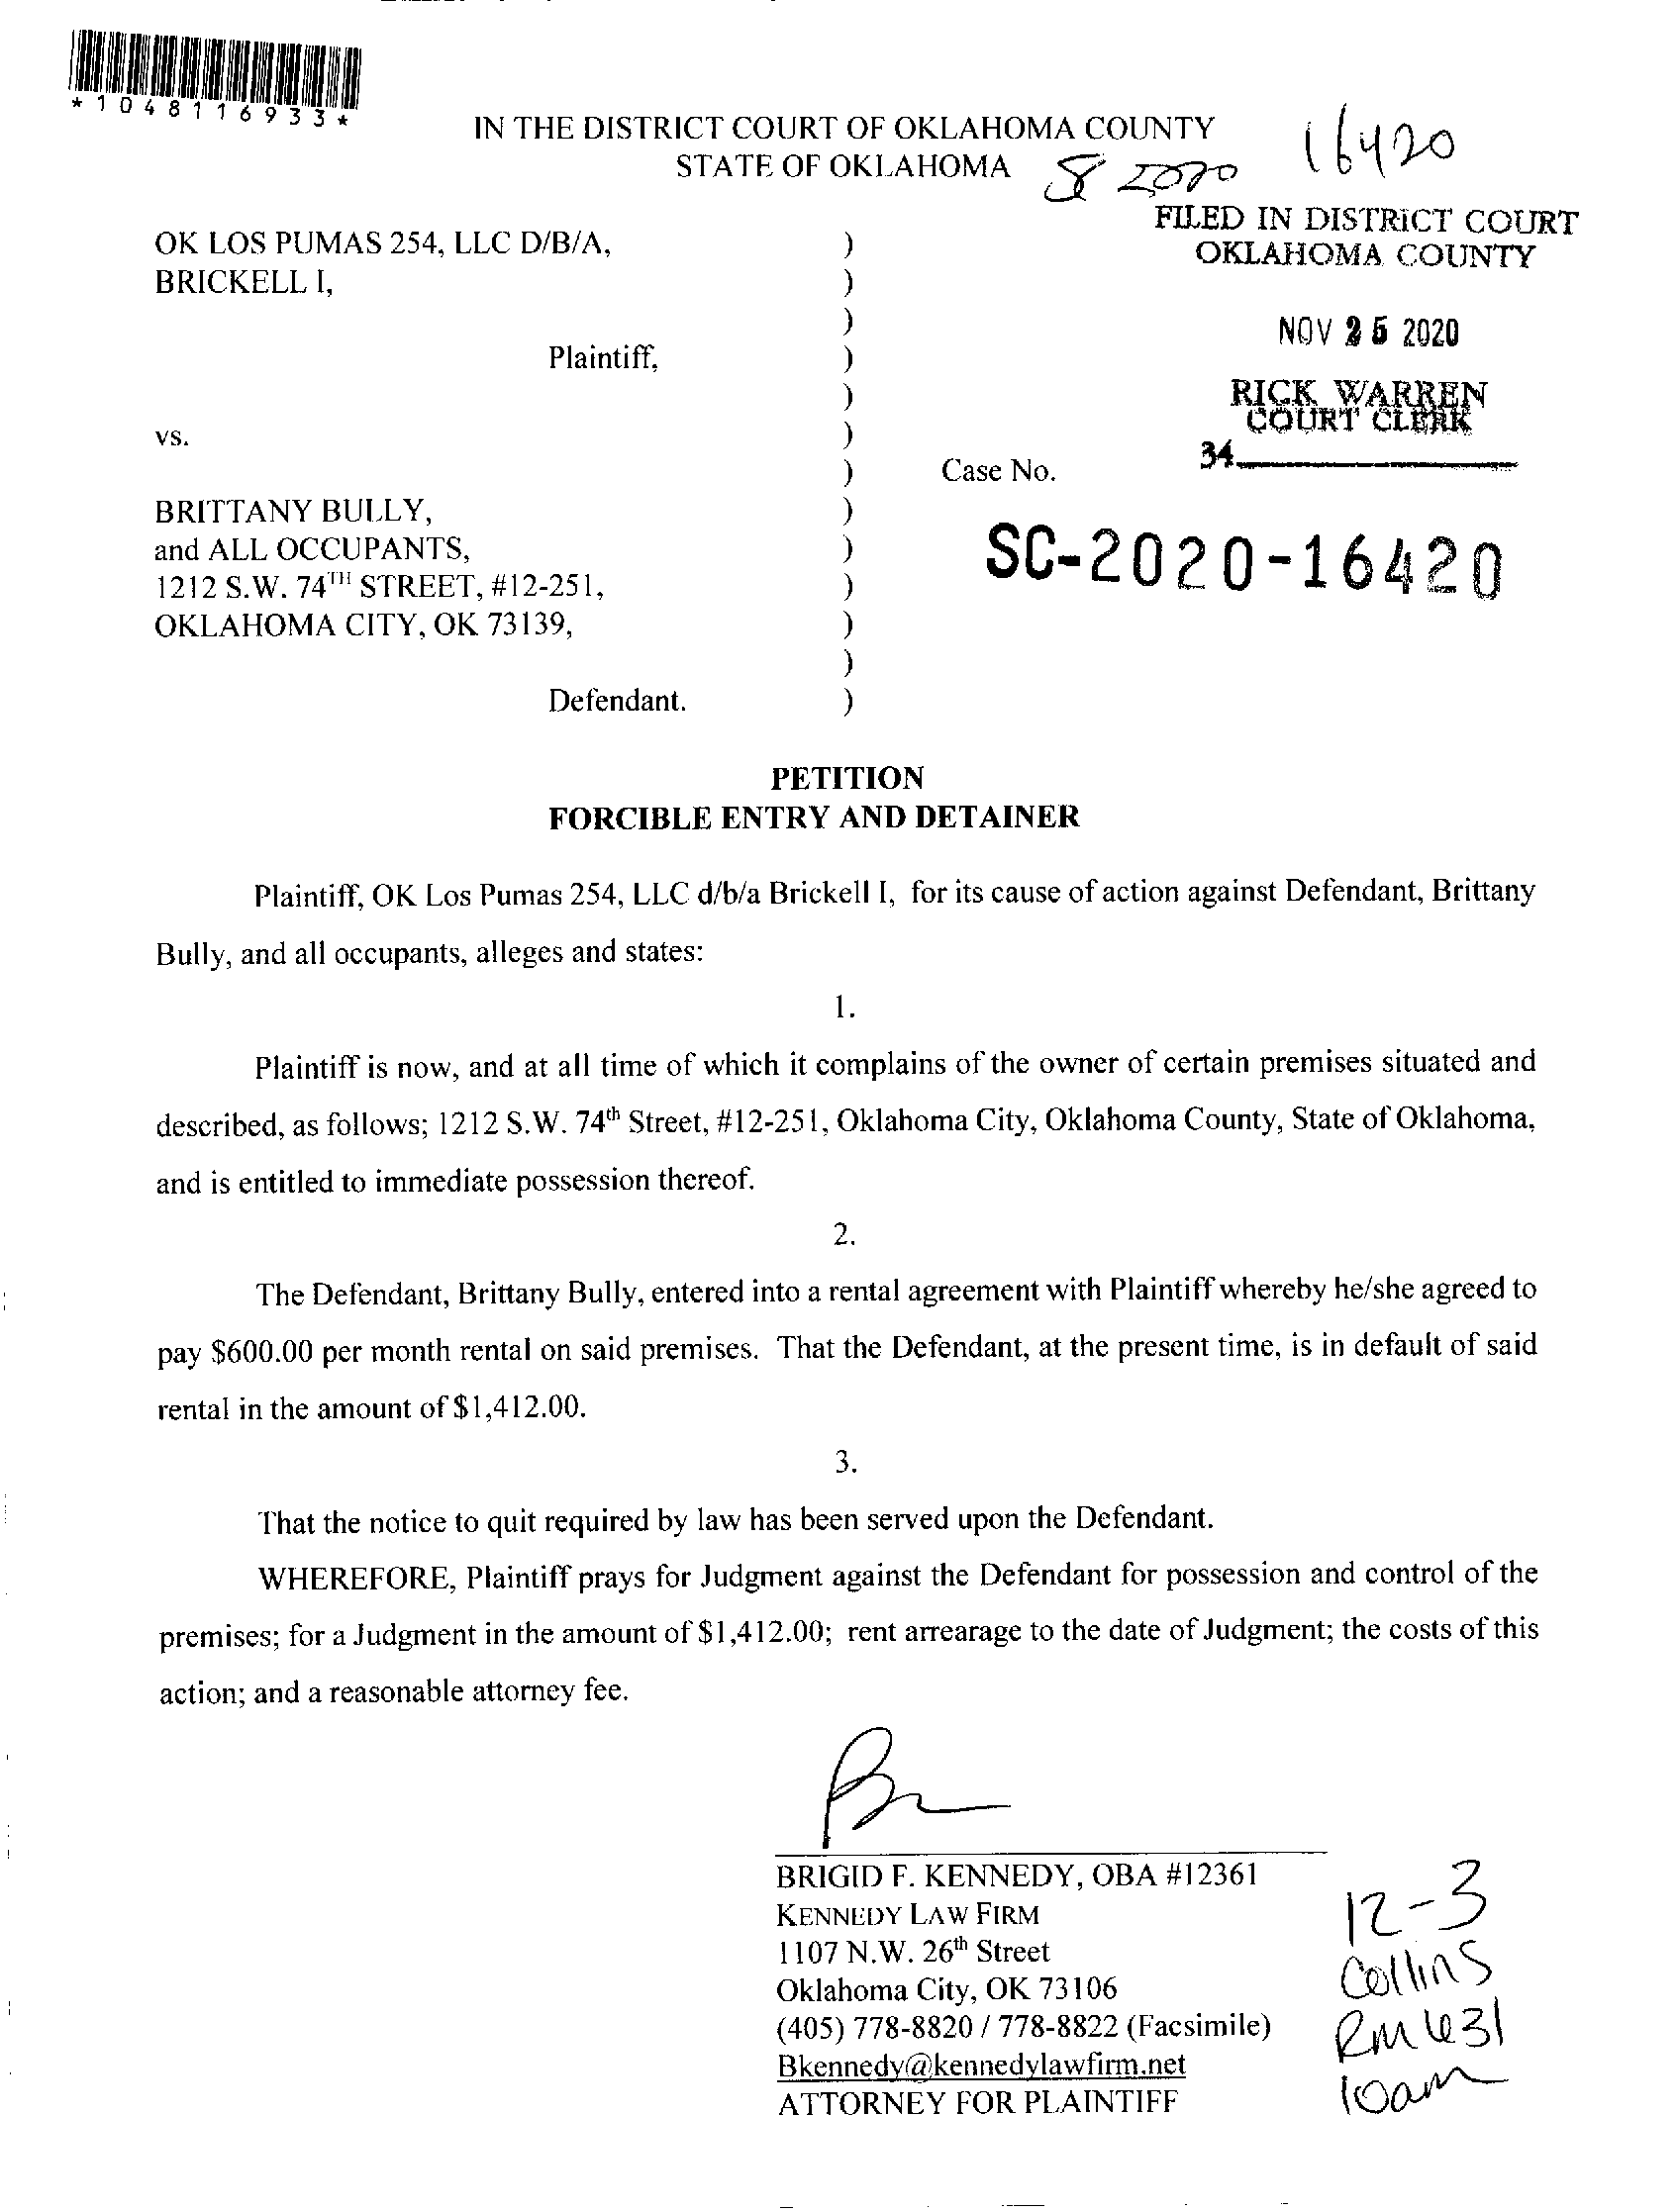 *1048116933*
IN THE DISTRICT COURT OF OKLAHOMA COUNTY
STATE OF OKLAHOMA
16420
2020
FILED IN DISTRICT COURT
OKLAHOMA COUNTY
OK LOS PUMAS 254, LLC D/B/A, )
BRICKELL I, )
)
NOV 25 2020
Plaintiff, )
)
RICK WARREN
COURT CLERK
vs. )
34
) Case No.
BRITTANY BULLY, )
and ALL OCCUPANTS, )
SC-2020-16420
1212 S.W. 74TH STREET, #12-251, )
OKLAHOMA CITY, OK 73139, )
)
Defendant. )
PETITION
FORCIBLE ENTRY AND DETAINER
Plaintiff, OK Los Pumas 254, LLC d/b/a Brickell I, for its cause of action against Defendant, Brittany
Bully, and all occupants, alleges and states:
1.
Plaintiff is now, and at all time of which it complains of the owner of certain premises situated and
described, as follows; 1212 S.W. 74th Street, #12-251, Oklahoma City, Oklahoma County, State of Oklahoma,
and is entitled to immediate possession thereof.
2.
The Defendant, Brittany Bully, entered into a rental agreement with Plaintiff whereby he/she agreed to
pay $600.00 per month rental on said premises. That the Defendant, at the present time, is in default of said
rental in the amount of $1,412.00.
3.
That the notice to quit required by law has been served upon the Defendant.
WHEREFORE, Plaintiff prays for Judgment against the Defendant for possession and control of the
premises; for a Judgment in the amount of $1,412.00; rent arrearage to the date of Judgment; the costs of this
action; and a reasonable attorney fee.
BRIGID F. KENNEDY, OBA #12361
KENNEDY LAW FIRM
1107 N.W. 26th Street
Oklahoma City, OK 73106
(405) 778-8820 / 778-8822 (Facsimile)
Bkennedy@kennedylawfirm.net
ATTORNEY FOR PLAINTIFF
12-3
Collins
Rm 631
10am